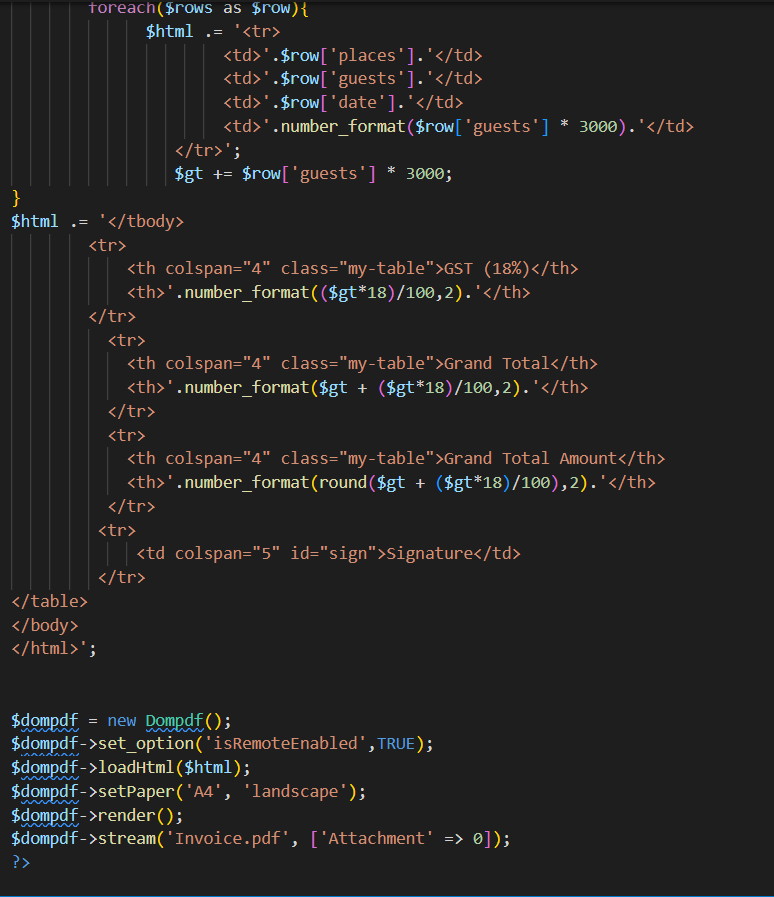 foreach($rows as $row){
$html .= '<tr>
<td>'.$row['places'].'</td>
<td>'.$row['guests'].'</td>
<td>'.$row['date'].'</td>
<td>'.number_format($row['guests'] * 3000).'</td>
</tr>';
$gt += $row['guests'] * 3000;
}
$html .= '</tbody>
<tr>
<th colspan="4" class="my-table">GST (18%)</th>
<th>'.number_format(($gt*18)/100,2).'</th>
</tr>
<tr>
<th colspan="4" class="my-table">Grand Total</th>
<th>'.number_format($gt + ($gt*18)/100,2).'</th>
</tr>
<tr>
<th colspan="4" class="my-table">Grand Total Amount</th>
<th>'.number_format(round($gt + ($gt*18)/100),2).'</th>
</tr>
<tr>
<td colspan="5" id="sign">Signature</td>
</tr>
</table>
</body>
</html>';
$dompdf = new Dompdf();
$dompdf->set_option('isRemoteEnabled',TRUE);
$dompdf->loadHtml($html);
$dompdf->setPaper('A4', 'landscape');
$dompdf->render();
$dompdf->stream('Invoice.pdf', ['Attachment' => 0]);
?>